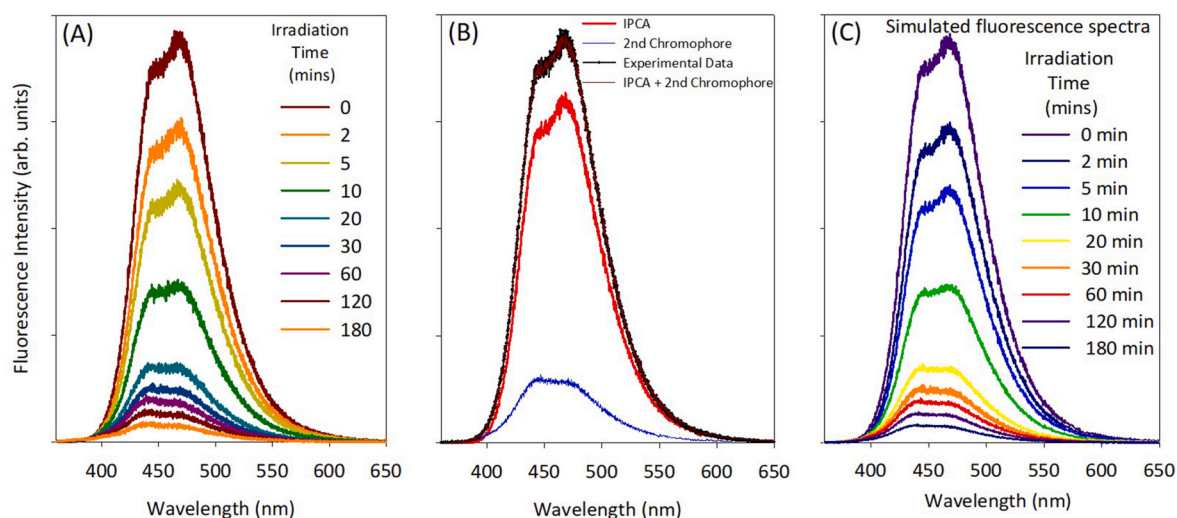 (A)
Irradiation
Time
(mins)
0
2
5
10
20
30
60
120
180
Fluorescence Intensity (arb. units)
400 450 500 550 600 650
Wavelength (nm)
(B)
IPCA
2nd Chromophore
Experimental Data
IPCA + 2nd Chromophore
400 450 500 550 600 650
Wavelength (nm)
(C) Simulated fluorescence spectra
Irradiation
Time
(mins)
0 min
2 min
5 min
10 min
20 min
30 min
60 min
120 min
180 min
400 450 500 550 600 650
Wavelength (nm)